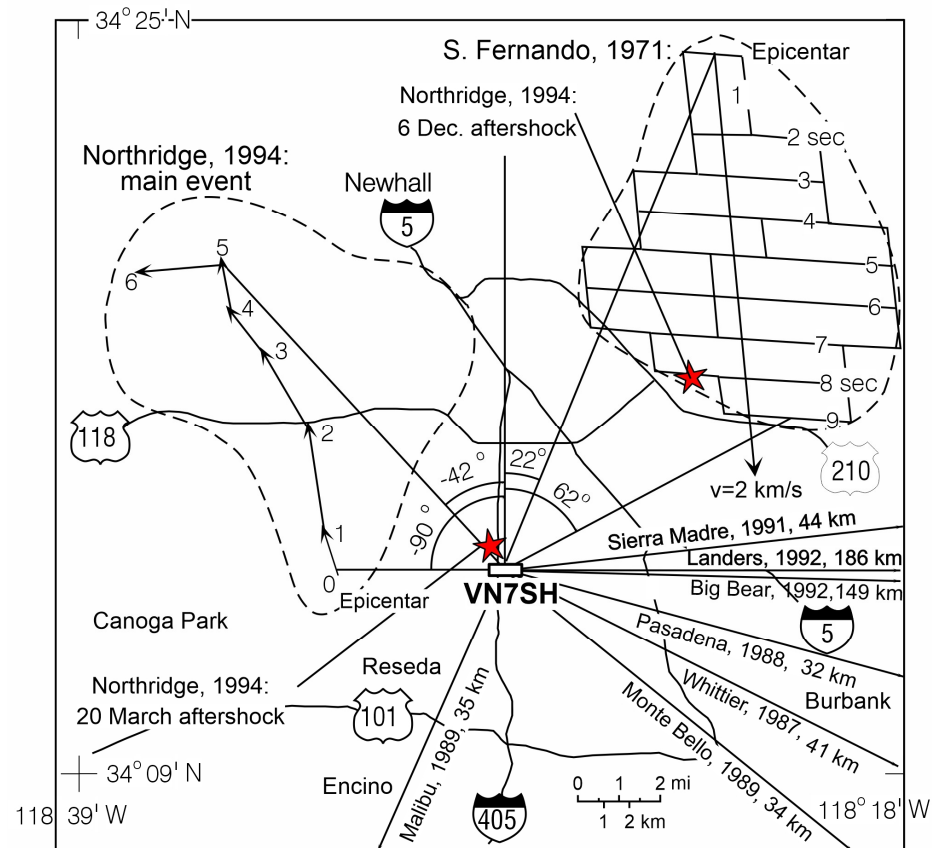 34° 25' N
S. Fernando, 1971:
Epicentar
Northridge, 1994:
6 Dec. aftershock
1
2 sec
3
4
5
6
7
8 sec
9
v=2 km/s
Northridge, 1994:
main event
Newhall
5
5
6
4
3
2
1
0
Epicentar
118
210
-42°
22°
-90°
62°
VN7SH
Sierra Madre, 1991, 44 km
Landers, 1992, 186 km
Big Bear, 1992,149 km
5
Pasadena, 1988, 32 km
Whittier, 1987, 41 km
Burbank
Monte Bello, 1989, 34 km
Malibu, 1989, 35 km
Canoga Park
Reseda
Northridge, 1994:
20 March aftershock
101
Encino
405
0 1 2 mi
1 2 km
34° 09' N
118° 39' W
118° 18' W